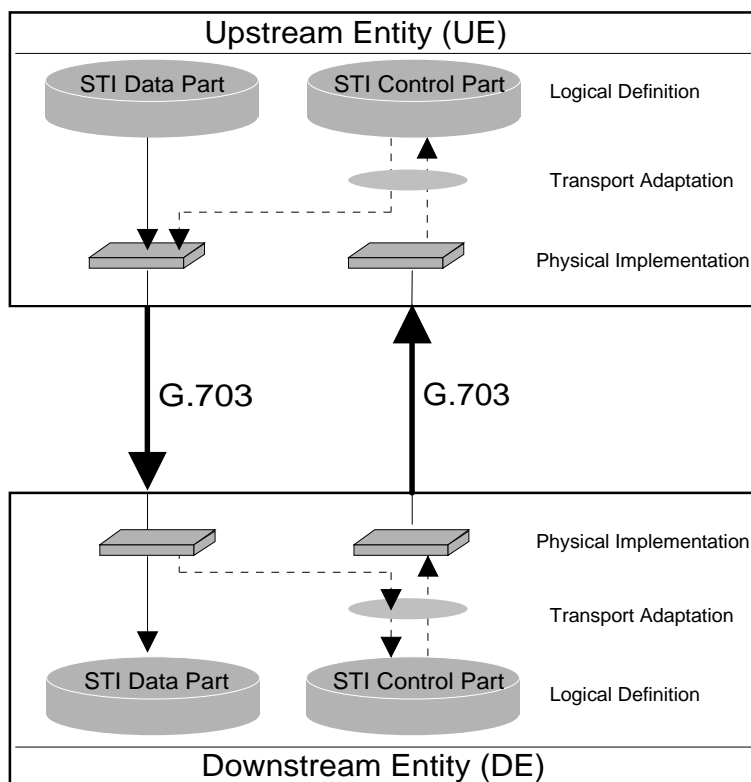 Upstream Entity (UE)
STI Data Part
STI Control Part
Logical Definition
Transport Adaptation
Physical Implementation
G.703
G.703
Physical Implementation
Transport Adaptation
STI Data Part
STI Control Part
Logical Definition
Downstream Entity (DE)